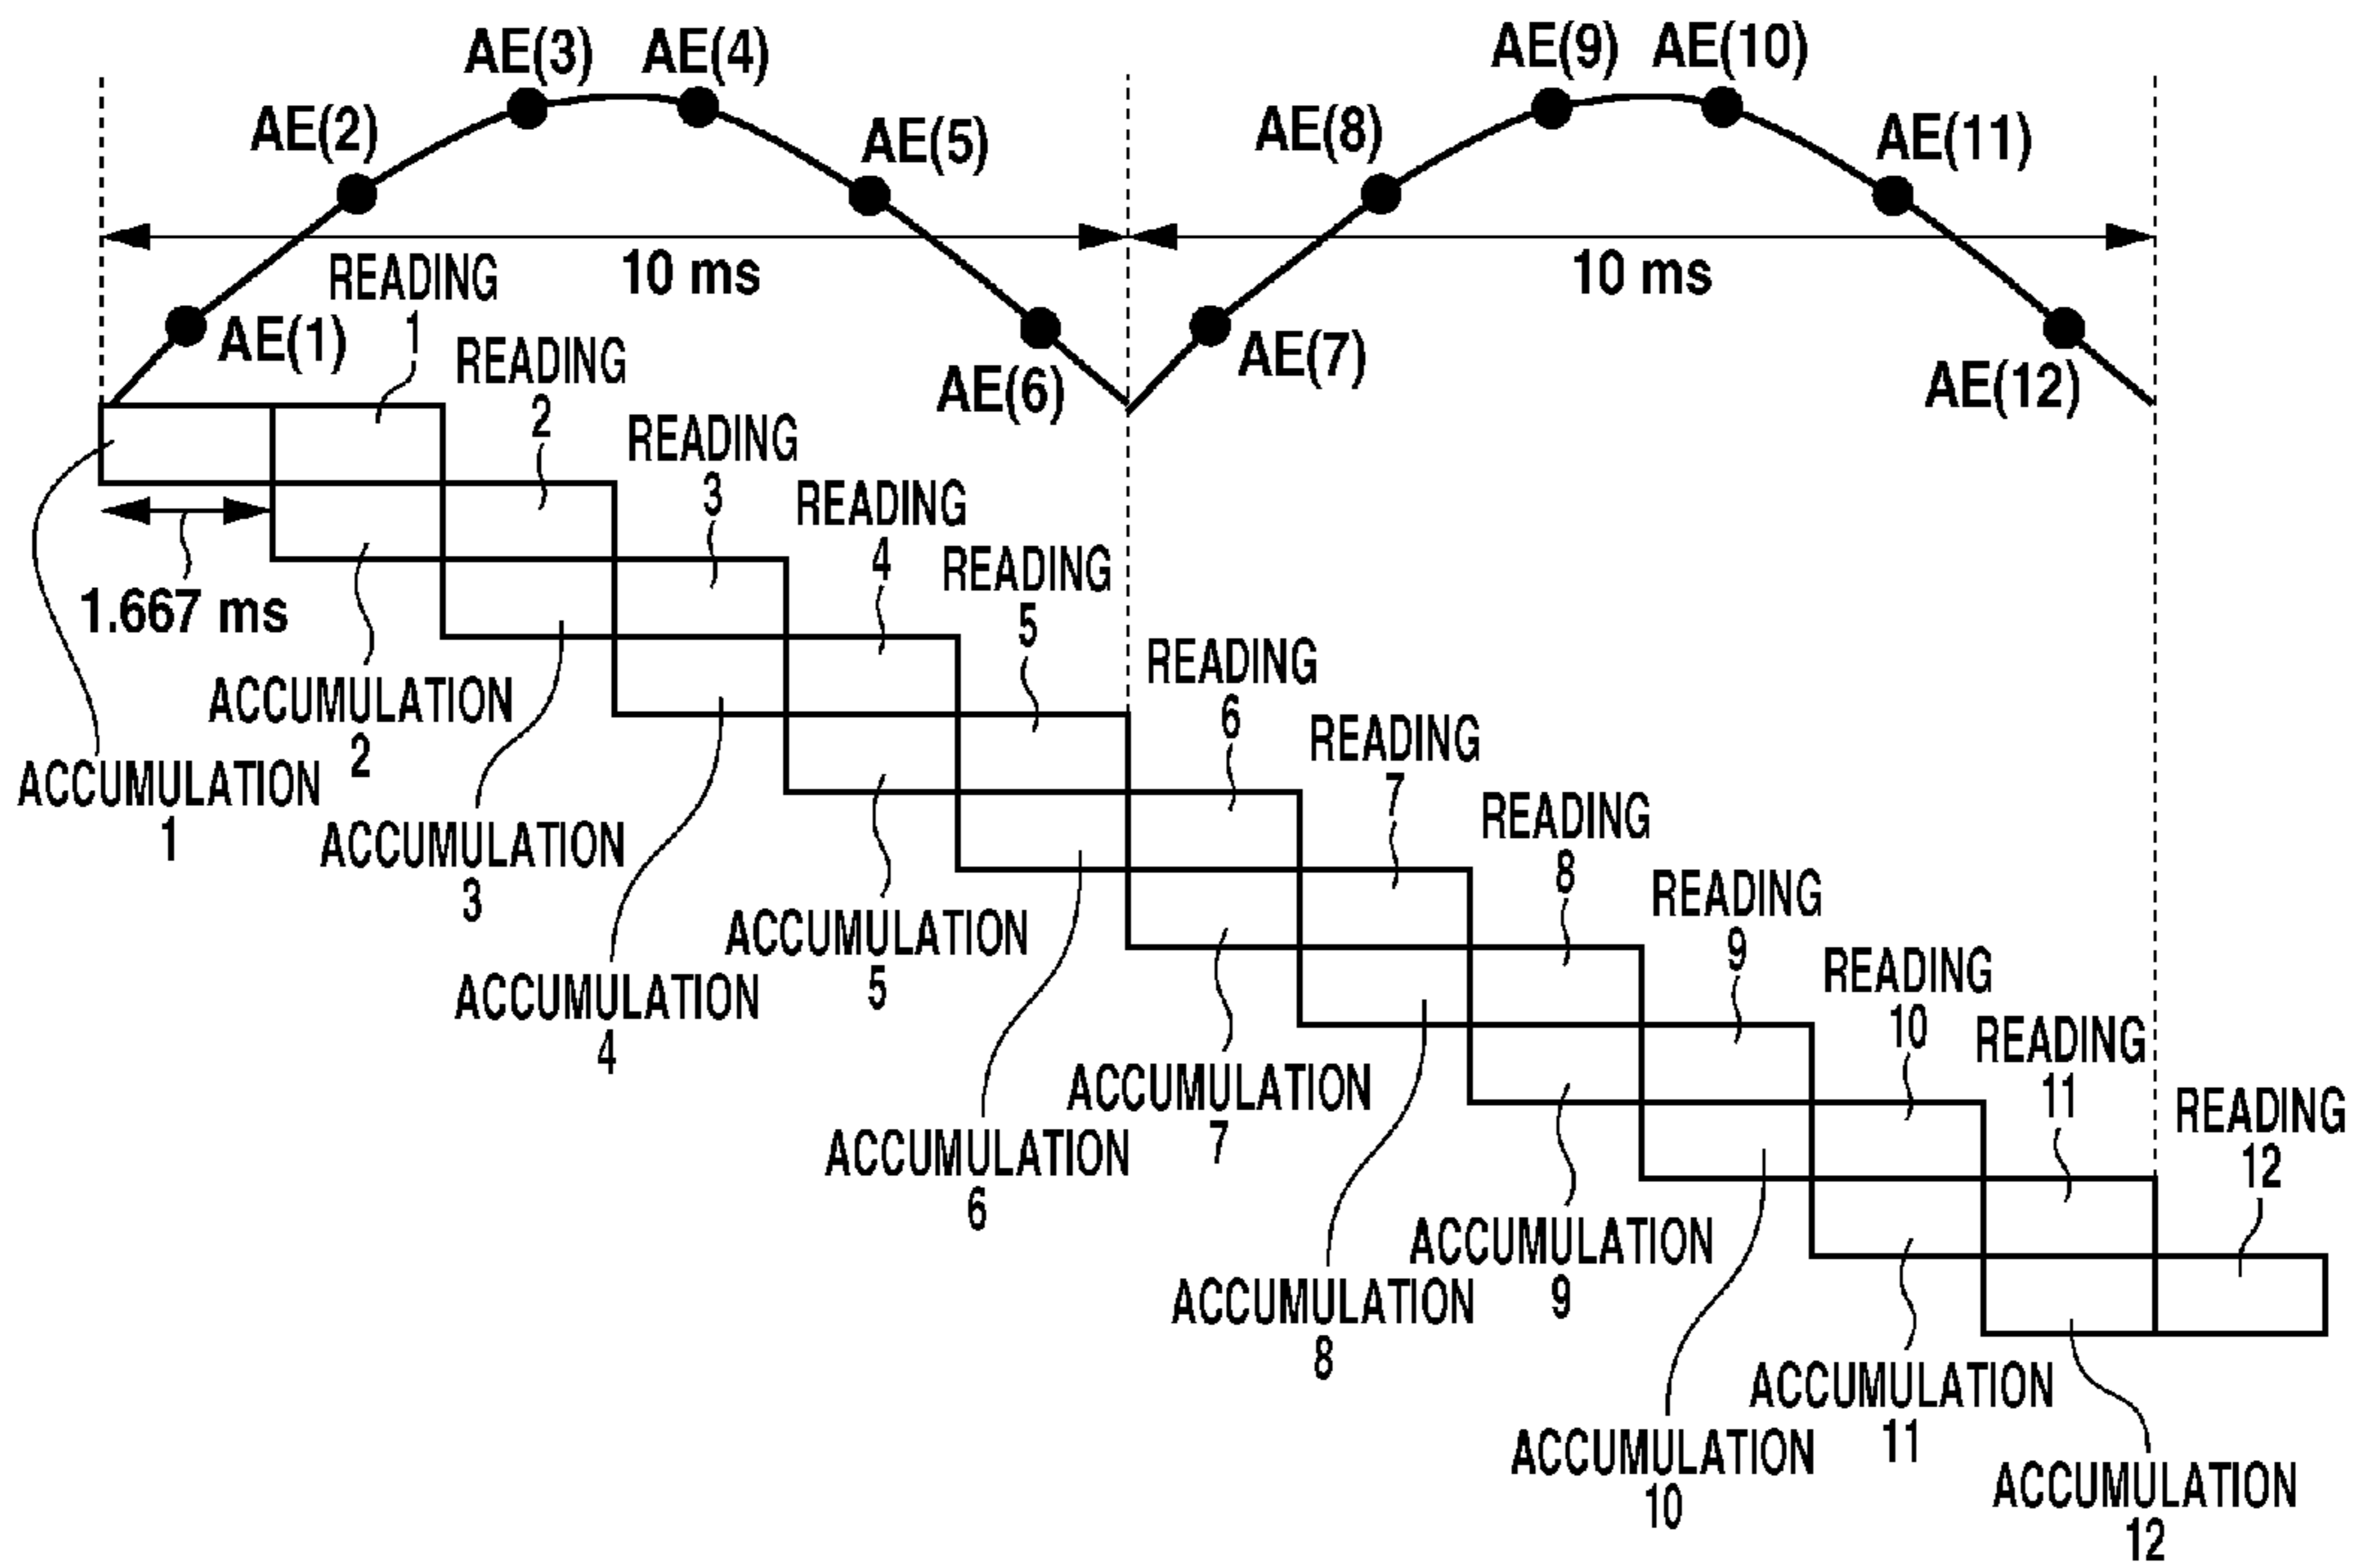 AE(3)
AE(4)
AE(9)
AE(10)
AE(2)
AE(5)
AE(8)
AE(11)
10 ms
10 ms
READING
1
AE(1)
AE(6)
AE(7)
AE(12)
READING
2
READING
3
READING
4
READING
5
1.667 ms
READING
6
ACCUMULATION
2
ACCUMULATION
1
READING
7
ACCUMULATION
3
READING
8
ACCUMULATION
5
READING
9
ACCUMULATION
4
READING
10
READING
11
ACCUMULATION
7
READING
12
ACCUMULATION
6
ACCUMULATION
9
ACCUMULATION
8
ACCUMULATION
11
ACCUMULATION
10
ACCUMULATION
12